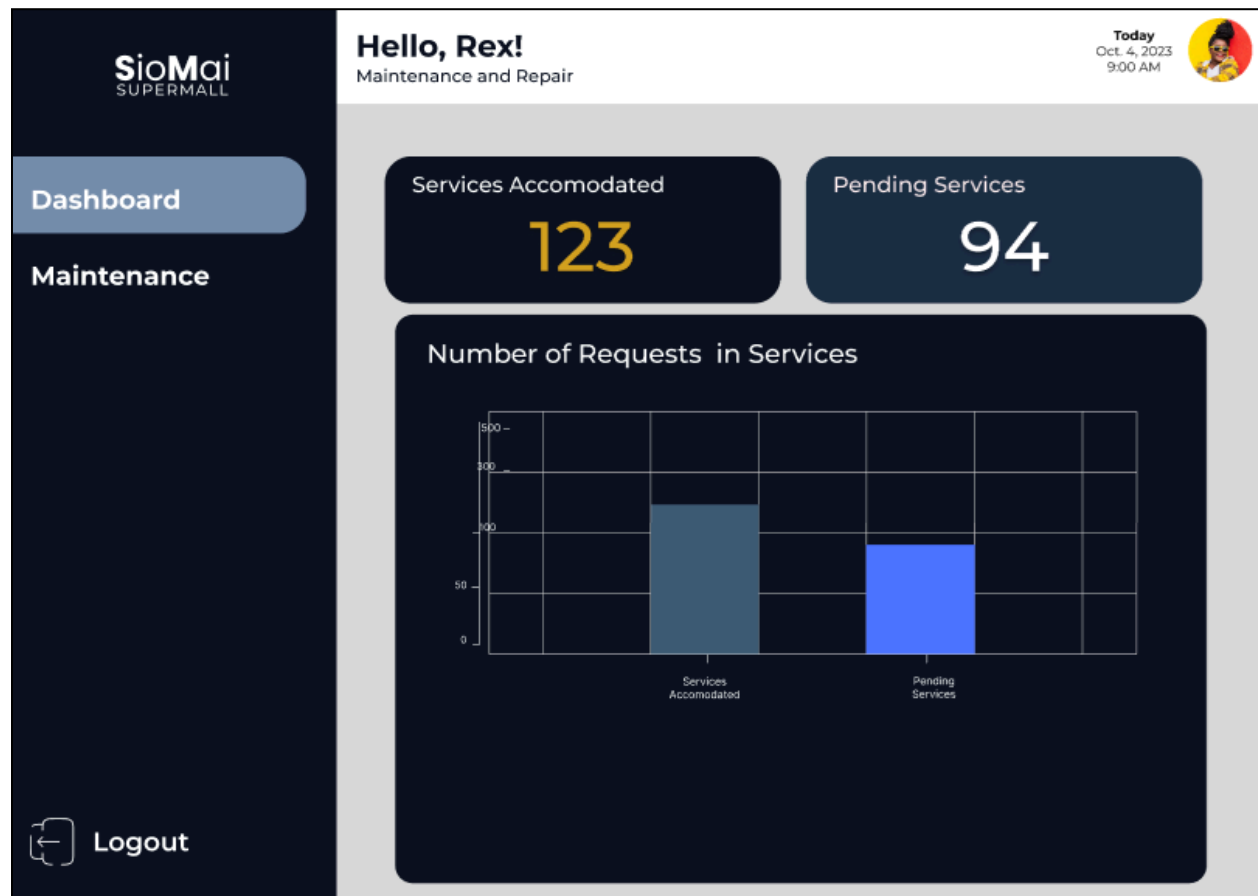 SioMai
SUPERMALL
Dashboard
Maintenance
Logout
Hello, Rex!
Maintenance and Repair
Today
Oct. 4, 2023
9:00 AM
Services Accomodated
123
Pending Services
94
Number of Requests in Services
500
300
100
50
0
Services
Accomodated
Pending
Services